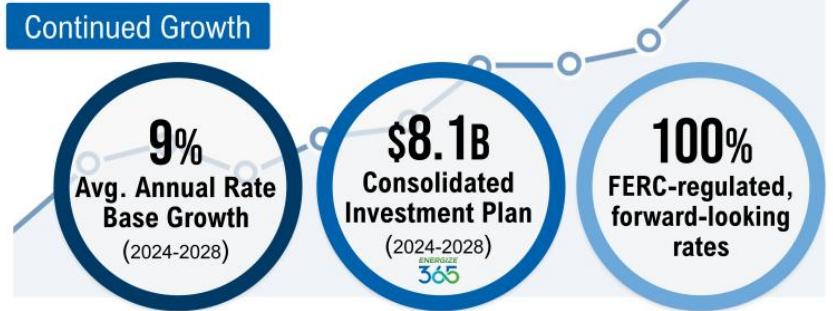 Continued Growth
9%
Avg. Annual Rate
Base Growth
(2024-2028)
$8.1B
Consolidated
Investment Plan
(2024-2028)
ENERGIZE
365
100%
FERC-regulated,
forward-looking
rates